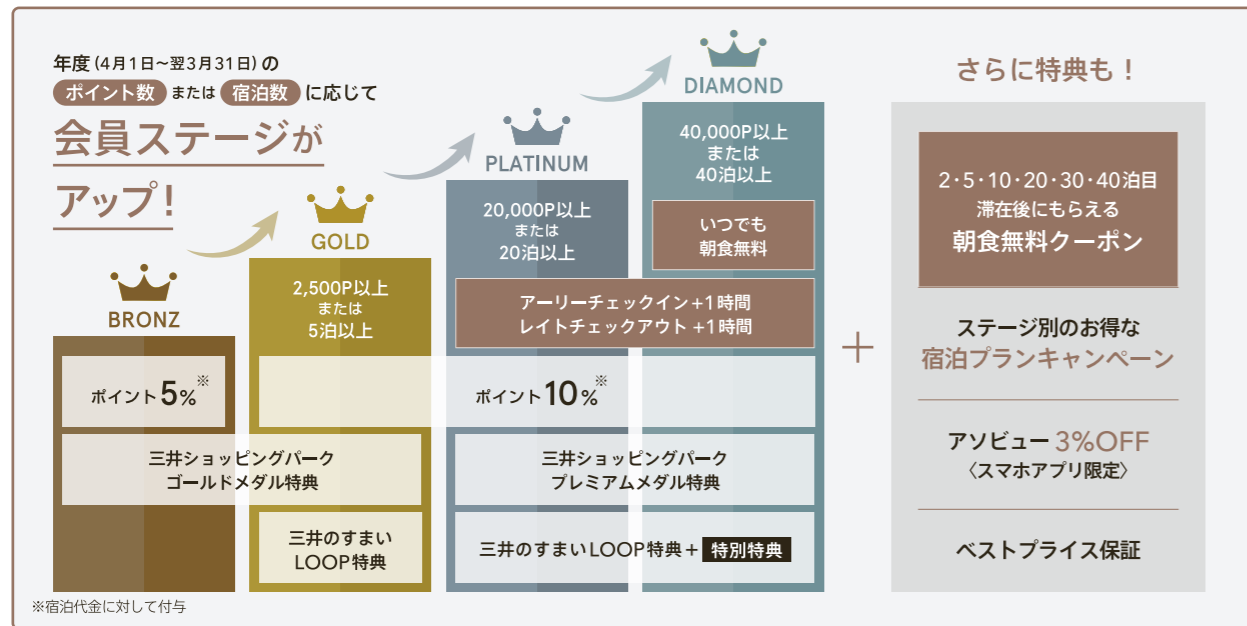 年度(4月1日~翌3月31日)の
ポイント数 または 宿泊数 に応じて
会員ステージが
アップ!
BRONZ
GOLD
2,500P以上
または
5泊以上
PLATINUM
20,000P以上
または
20泊以上
DIAMOND
40,000P以上
または
40泊以上
いつでも
朝食無料
アーリーチェックイン+1時間
レイトチェックアウト +1時間
ポイント5%※
ポイント10%※
三井ショッピングパーク
ゴールドメダル特典
三井ショッピングパーク
プレミアムメダル特典
三井のすまい
LOOP特典
三井のすまいLOOP特典+ 特別特典
※宿泊代金に対して付与
+
さらに特典も!
2・5・10・20・30・40泊目
滞在後にもらえる
朝食無料クーポン
ステージ別のお得な
宿泊プランキャンペーン
アソビュー 3%OFF
〈スマホアプリ限定〉
ベストプライス保証